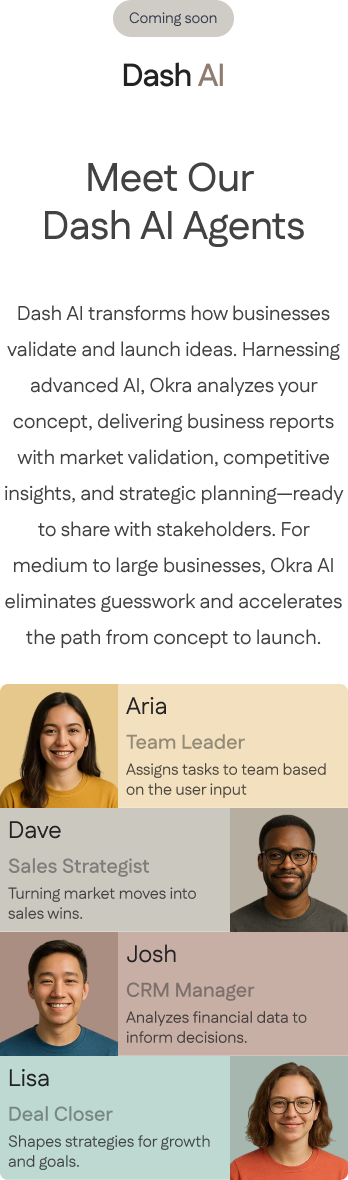 Coming soon
Dash AI
Meet Our
Dash AI Agents
Dash AI transforms how businesses
validate and launch ideas. Harnessing
advanced AI, Okra analyzes your
concept, delivering business reports
with market validation, competitive
insights, and strategic planning—ready
to share with stakeholders. For
medium to large businesses, Okra AI
eliminates guesswork and accelerates
the path from concept to launch.
Aria
Team Leader
Assigns tasks to team based
on the user input
Dave
Sales Strategist
Turning market moves into
sales wins.
Josh
CRM Manager
Analyzes financial data to
inform decisions.
Lisa
Deal Closer
Shapes strategies for growth
and goals.